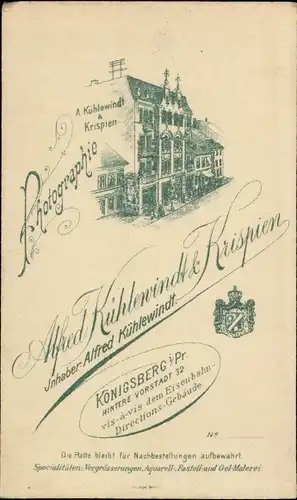 A. Kühlewindt
&
Krispien
Photographie
Alfred Kühlewindt & Krispien
Inhaber: Alfred Kühlewindt.
KÖNIGSBERG i/Pr.
HINTERE VORSTADT 32
vis-à-vis dem Eisenbahn-
Directions-Gebäude.
No
Die Platte bleibt für Nachbestellungen aufbewahrt.
Specialitäten: Vergrösserungen, Aquarell-, Pastell- und Oel-Malerei